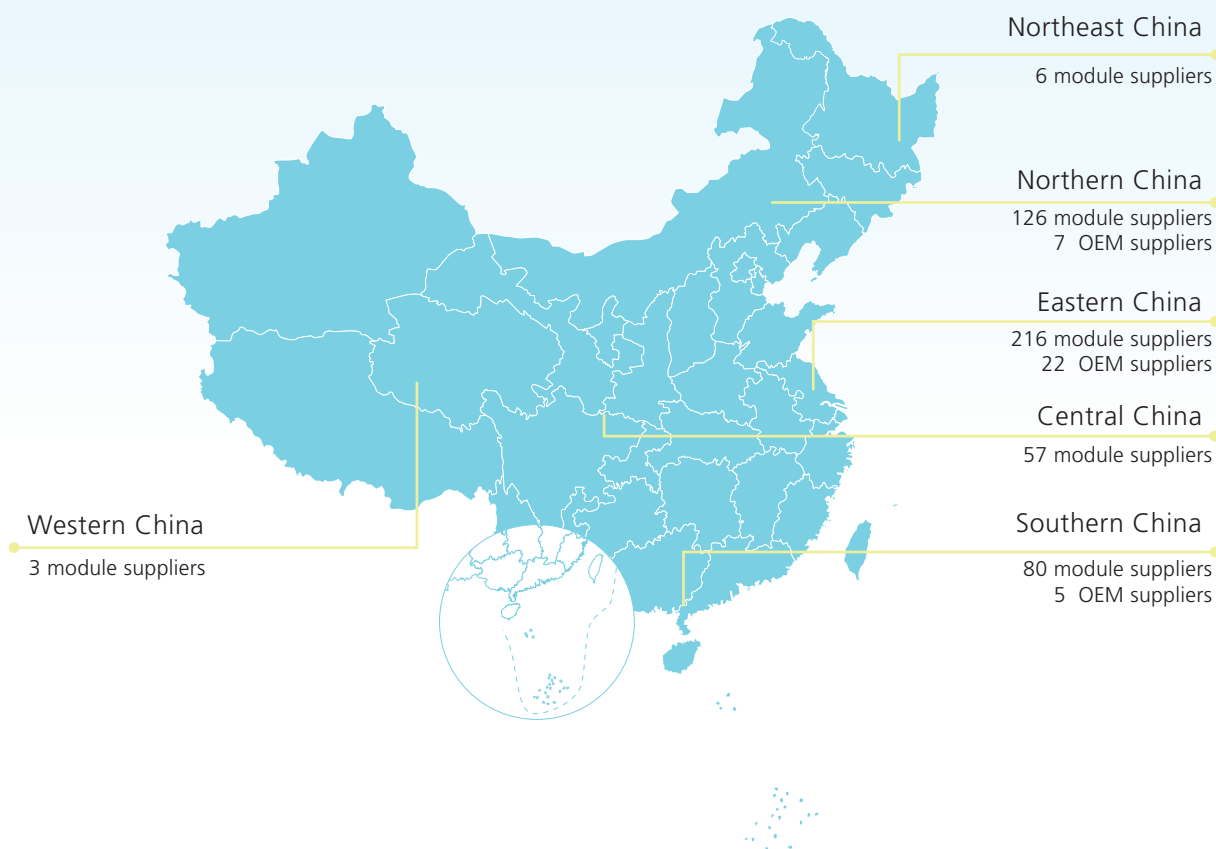 Northeast China
6 module suppliers
Northern China
126 module suppliers
7 OEM suppliers
Eastern China
216 module suppliers
22 OEM suppliers
Central China
57 module suppliers
Southern China
80 module suppliers
5 OEM suppliers
Western China
3 module suppliers